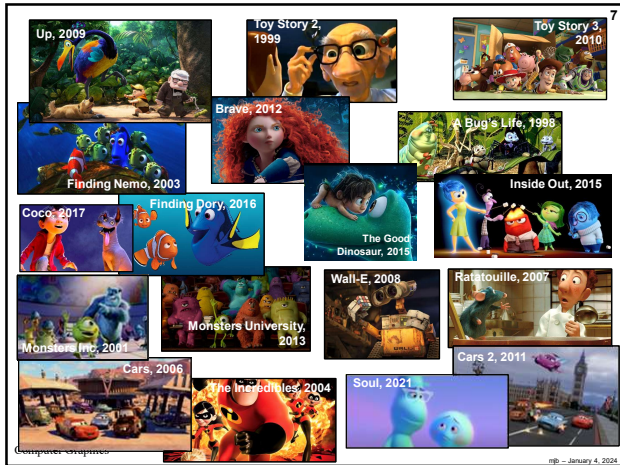 7
Up, 2009
Toy Story 2,
1999
Toy Story 3,
2010
Brave, 2012
A Bug's Life, 1998
Finding Nemo, 2003
Finding Dory, 2016
Coco, 2017
The Good
Dinosaur, 2015
Inside Out, 2015
Monsters Inc, 2001
Monsters University,
2013
Wall-E, 2008
Ratatouille, 2007
Cars, 2006
The Incredibles, 2004
Soul, 2021
Cars 2, 2011
Computer Graphics
mjb – January 4, 2024